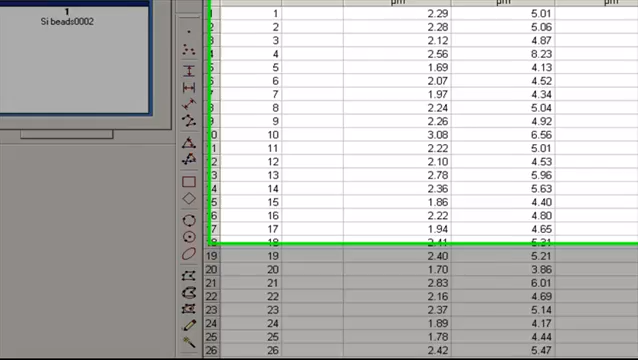 1
Si beads0002
µm µm
1 1 2.29 5.01
2 2 2.28 5.06
3 3 2.12 4.87
4 4 2.56 8.23
5 5 1.69 4.13
6 6 2.07 4.52
7 7 1.97 4.34
8 8 2.24 5.04
9 9 2.26 4.92
10 10 3.08 6.56
11 11 2.22 5.01
12 12 2.10 4.53
13 13 2.78 5.96
14 14 2.36 5.63
15 15 1.86 4.40
16 16 2.22 4.80
17 17 1.94 4.65
18 18 2.41 5.31
19 19 2.40 5.21
20 20 1.70 3.86
21 21 2.83 6.01
22 22 2.16 4.69
23 23 2.37 5.14
24 24 1.89 4.17
25 25 1.78 4.44
26 26 2.42 5.47